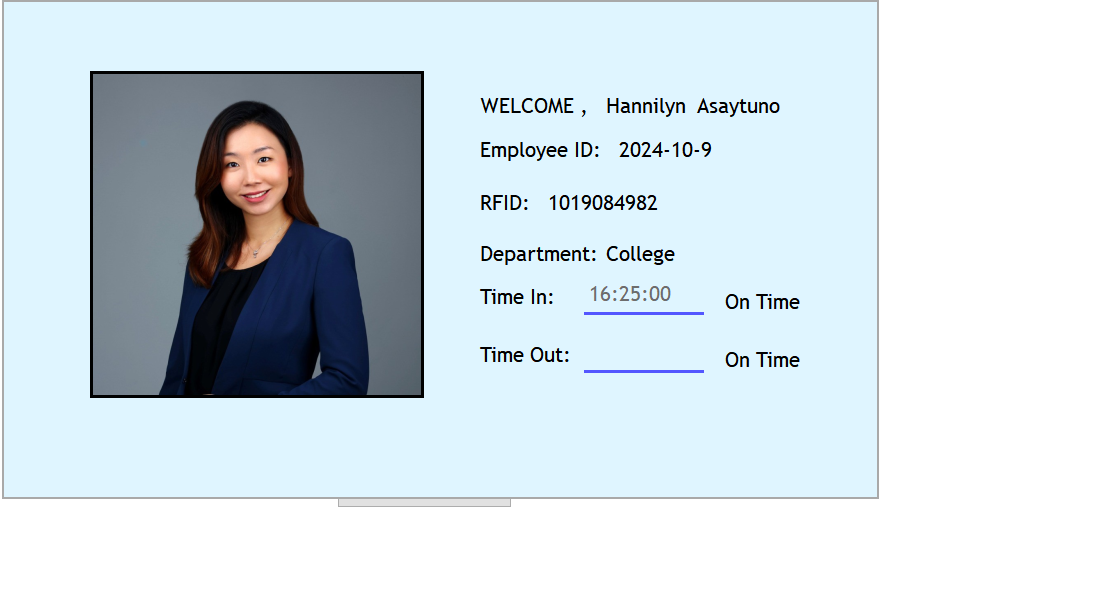 WELCOME , Hannilyn Asaytuno
Employee ID: 2024-10-9
RFID: 1019084982
Department: College
Time In: 16:25:00 On Time
Time Out: On Time